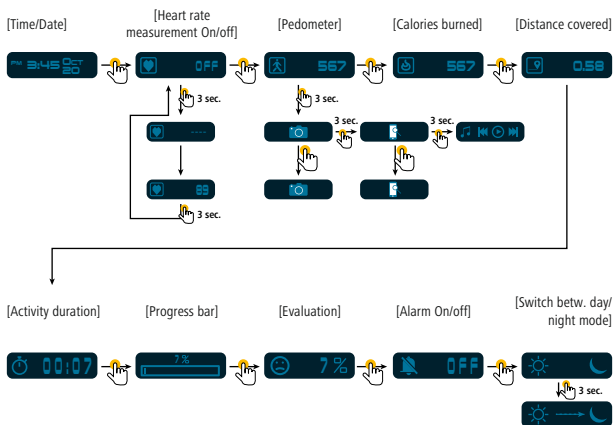 [Time/Date]
[Heart rate
measurement On/off]
[Pedometer]
[Calories burned]
[Distance covered]
PM 3:45 OCT 20
OFF
567
567
0.58
3 sec.
3 sec.
3 sec.
3 sec.
----
89
3 sec.
[Activity duration]
[Progress bar]
[Evaluation]
[Alarm On/off]
[Switch betw. day/
night mode]
00:07
7%
7%
OFF
3 sec.